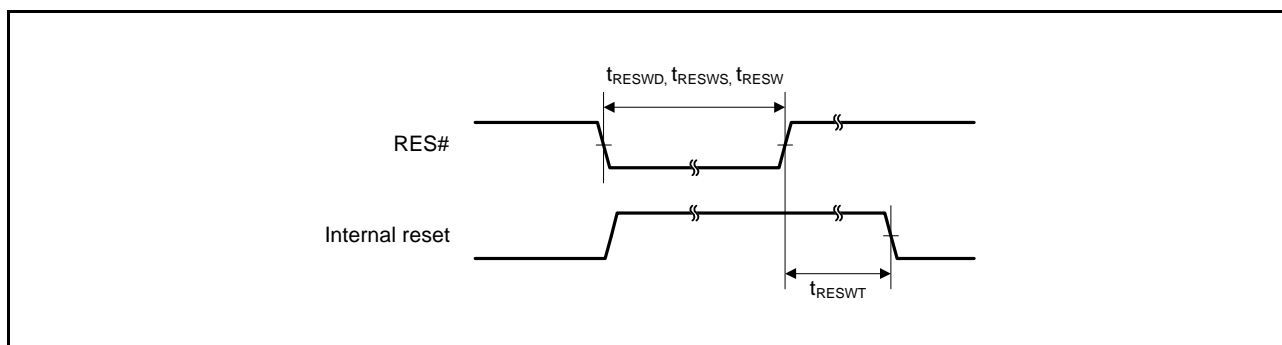 tRESWD, tRESWS, tRESW
RES#
Internal reset
tRESWT